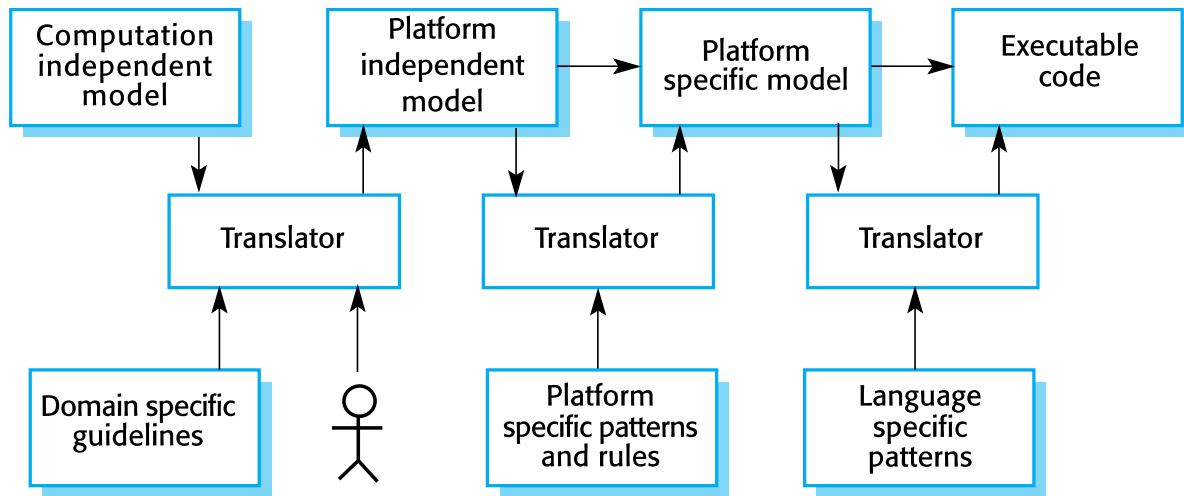 Computation
independent
model
Platform
independent
model
Platform
specific model
Executable
code
Translator
Translator
Translator
Domain specific
guidelines
Platform
specific patterns
and rules
Language
specific
patterns